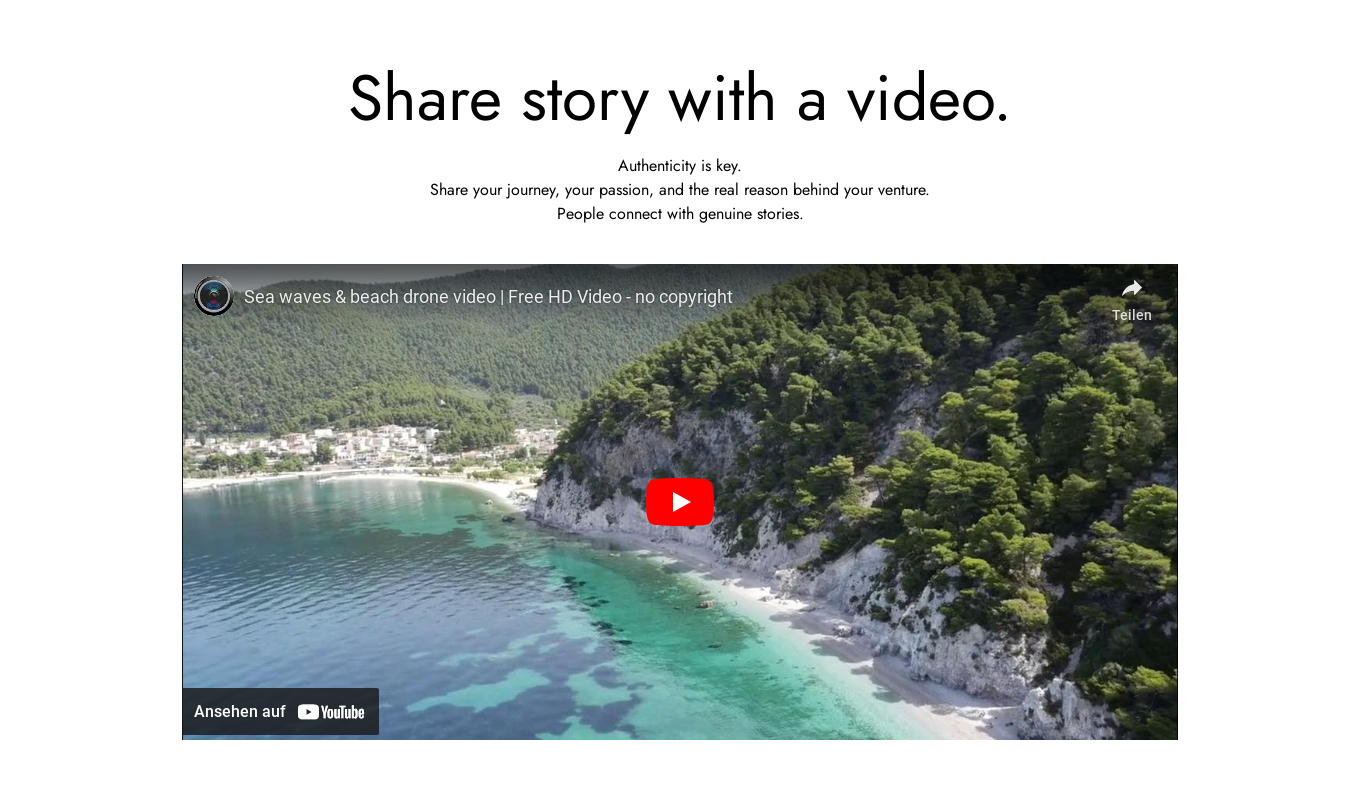 Share story with a video.
Authenticity is key.
Share your journey, your passion, and the real reason behind your venture.
People connect with genuine stories.
Sea waves & beach drone video | Free HD Video - no copyright
Teilen
Ansehen auf YouTube